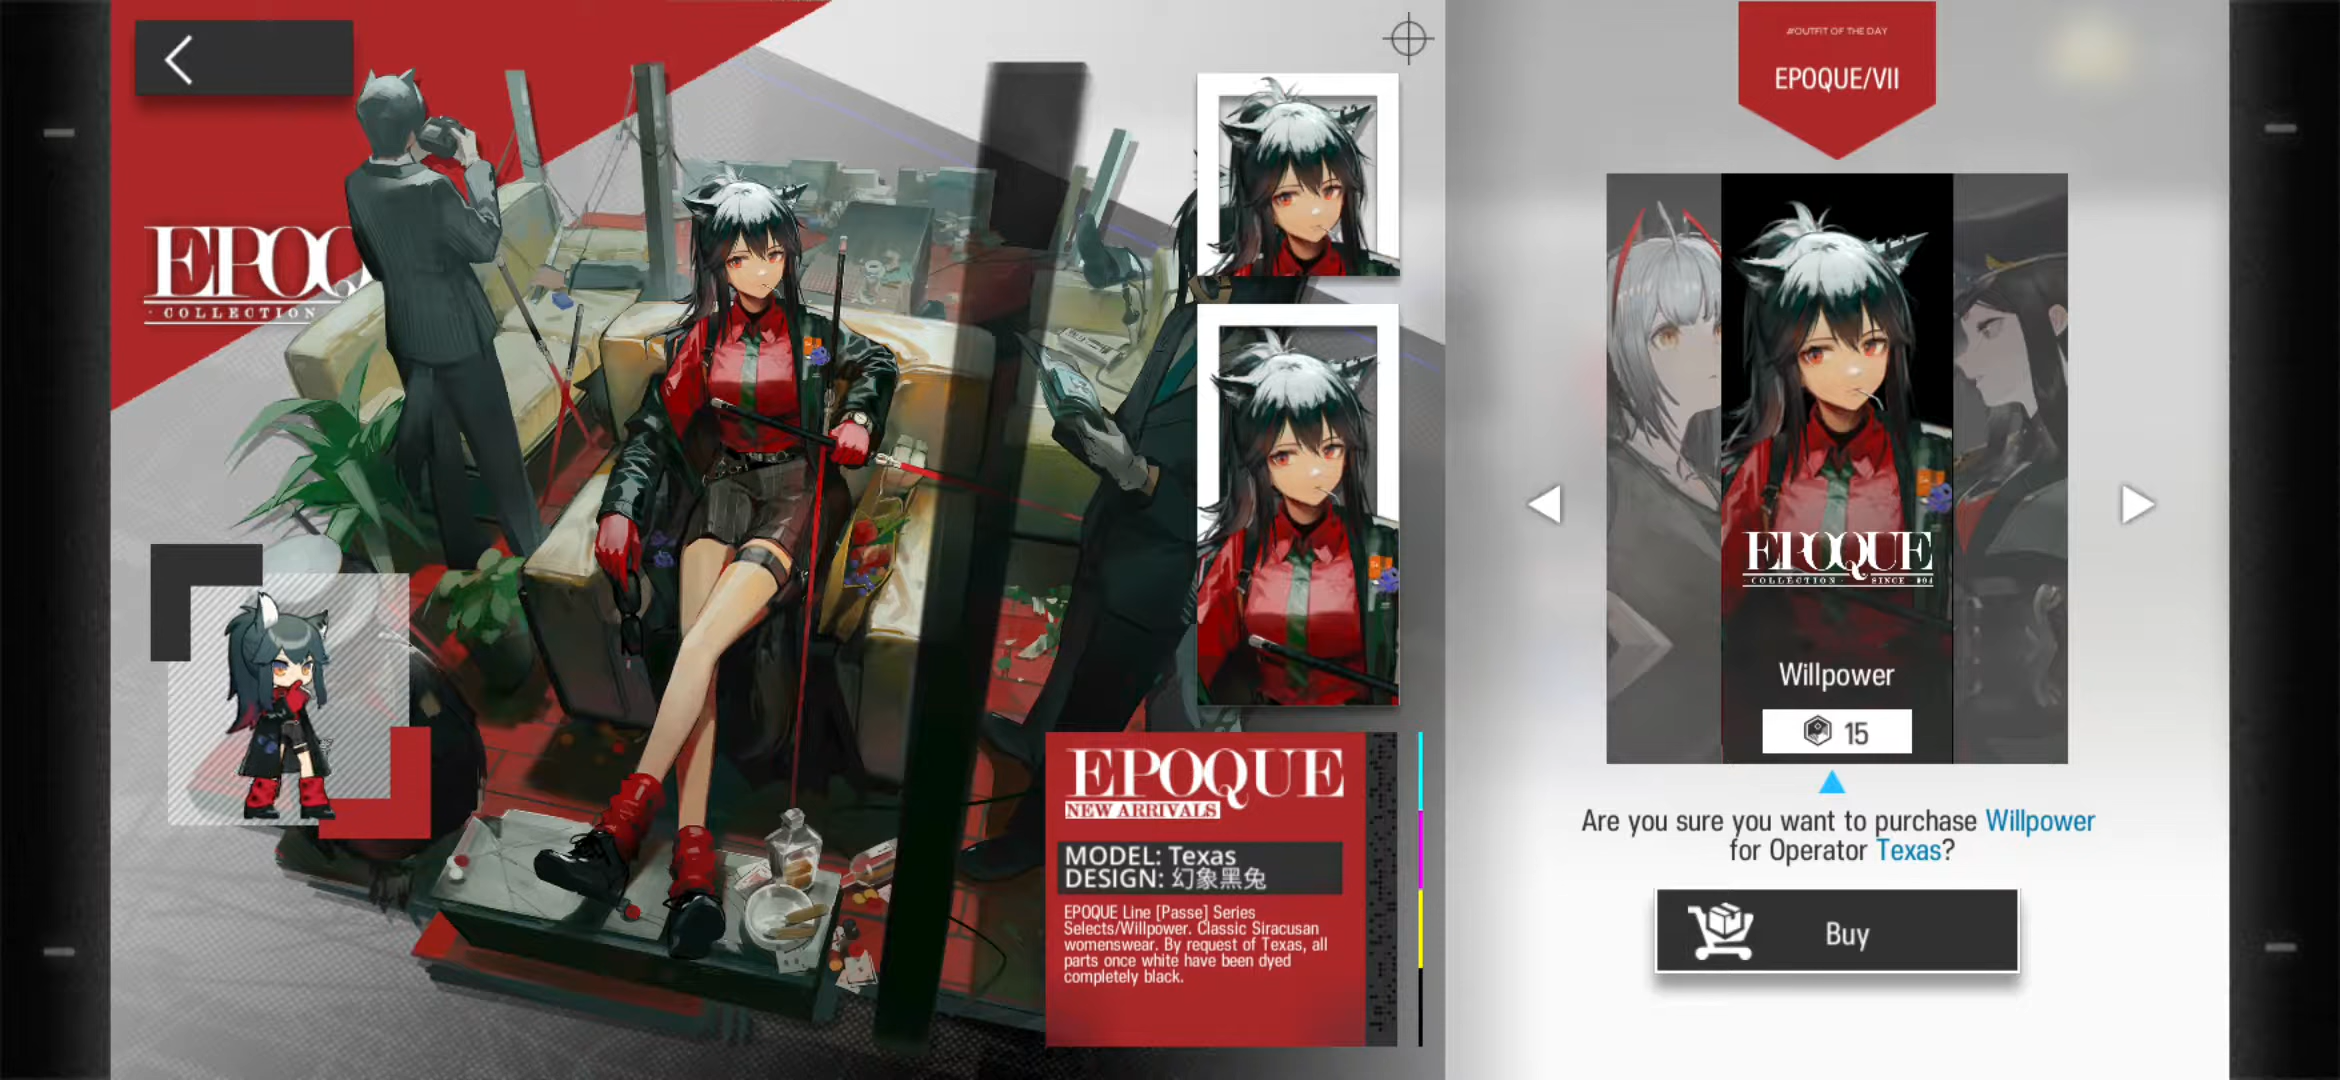 EPOQ
COLLECTION
EPOQUE
NEW ARRIVALS
MODEL: Texas
DESIGN: 幻象黑兔
EPOQUE Line [Passe] Series
Selects/Willpower. Classic Siracusan
womenswear. By request of Texas, all
parts once white have been dyed
completely black.
#OUTFIT OF THE DAY
EPOQUE/VII
EPOQUE
COLLECTION · SINCE
Willpower
15
Are you sure you want to purchase Willpower
for Operator Texas?
Buy